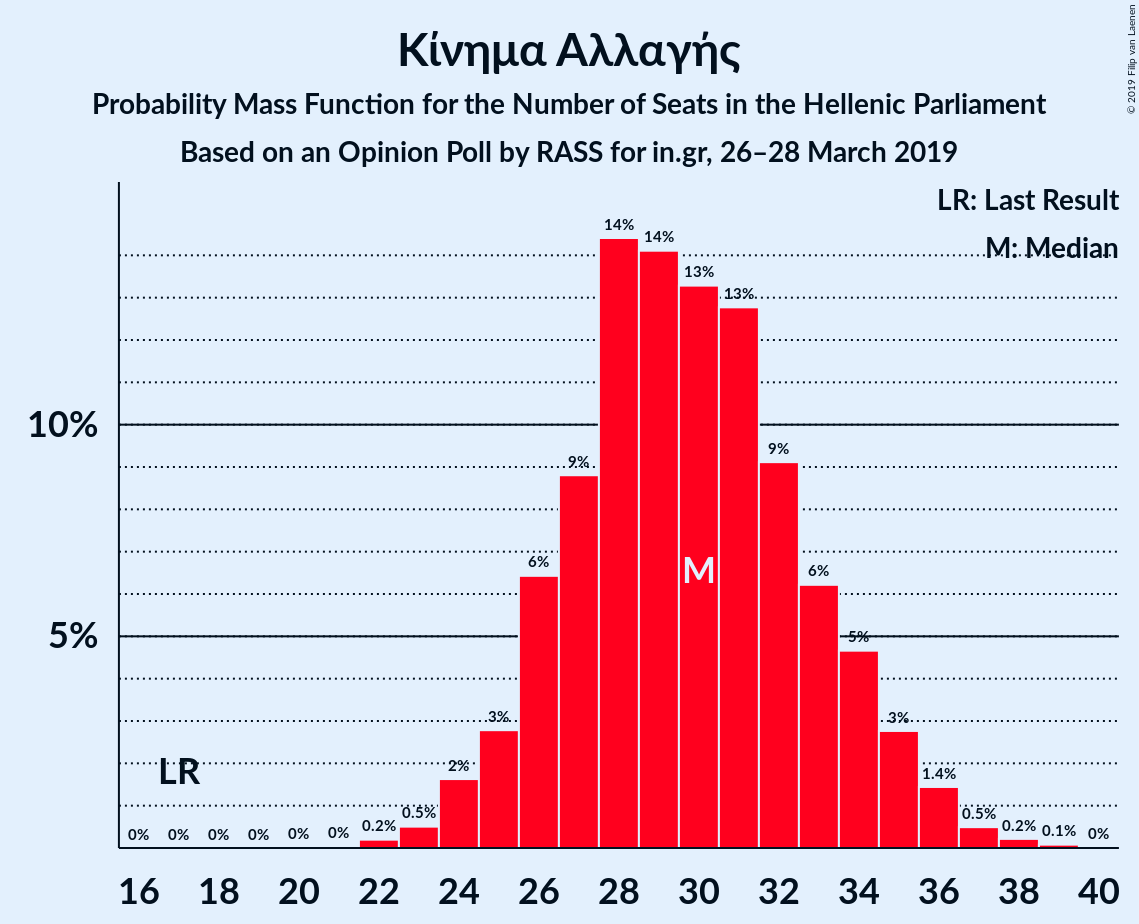 Κίνημα Αλλαγής
Probability Mass Function for the Number of Seats in the Hellenic Parliament
Based on an Opinion Poll by RASS for in.gr, 26–28 March 2019
© 2019 Filip van Laenen
LR: Last Result
M: Median
10%
5%
0% 0% 0% 0% 0% 0% 0.2% 0.5% 2% 3% 6% 9% 14% 14% 13% 13% 9% 6% 5% 3% 1.4% 0.5% 0.2% 0.1% 0%
LR
M
16 18 20 22 24 26 28 30 32 34 36 38 40